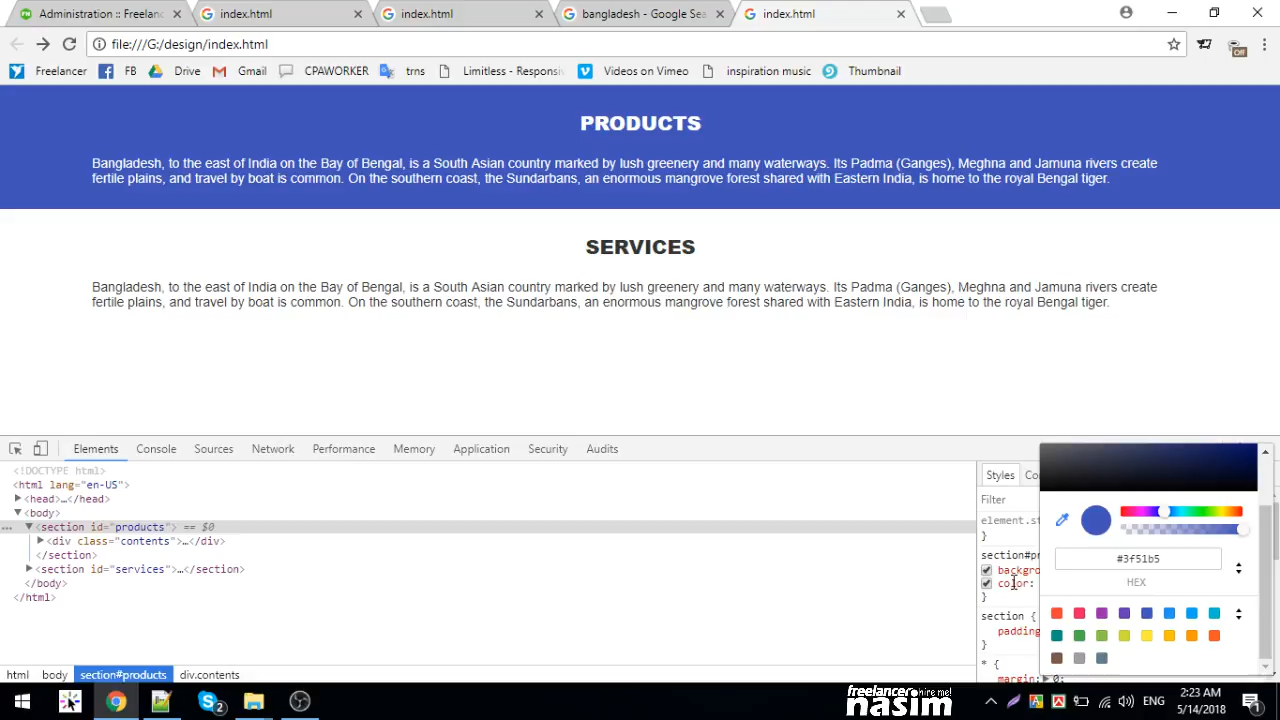 Administration :: Freelanc
index.html
index.html
bangladesh - Google Sea
index.html
file:///G:/design/index.html
Freelancer
FB
Drive
Gmail
CPAWORKER
trns
Limitless - Responsi
Videos on Vimeo
inspiration music
Thumbnail
Off
PRODUCTS
Bangladesh, to the east of India on the Bay of Bengal, is a South Asian country marked by lush greenery and many waterways. Its Padma (Ganges), Meghna and Jamuna rivers create
fertile plains, and travel by boat is common. On the southern coast, the Sundarbans, an enormous mangrove forest shared with Eastern India, is home to the royal Bengal tiger.
SERVICES
Bangladesh, to the east of India on the Bay of Bengal, is a South Asian country marked by lush greenery and many waterways. Its Padma (Ganges), Meghna and Jamuna rivers create
fertile plains, and travel by boat is common. On the southern coast, the Sundarbans, an enormous mangrove forest shared with Eastern India, is home to the royal Bengal tiger.
Elements Console Sources Network Performance Memory Application Security Audits
<!DOCTYPE html>
<html lang="en-US">
<head>…</head>
<body>
<section id="products"> == $0
<div class="contents">…</div>
</section>
<section id="services">…</section>
</body>
</html>
html body section#products div.contents
Styles Co
Filter
element.st
}
section#pr
backgro
color:
}
section {
padding
}
* {
margin: 0;
#3f51b5
HEX
freelancer, hire me!
nasim
2
ENG
2:23 AM
5/14/2018
1